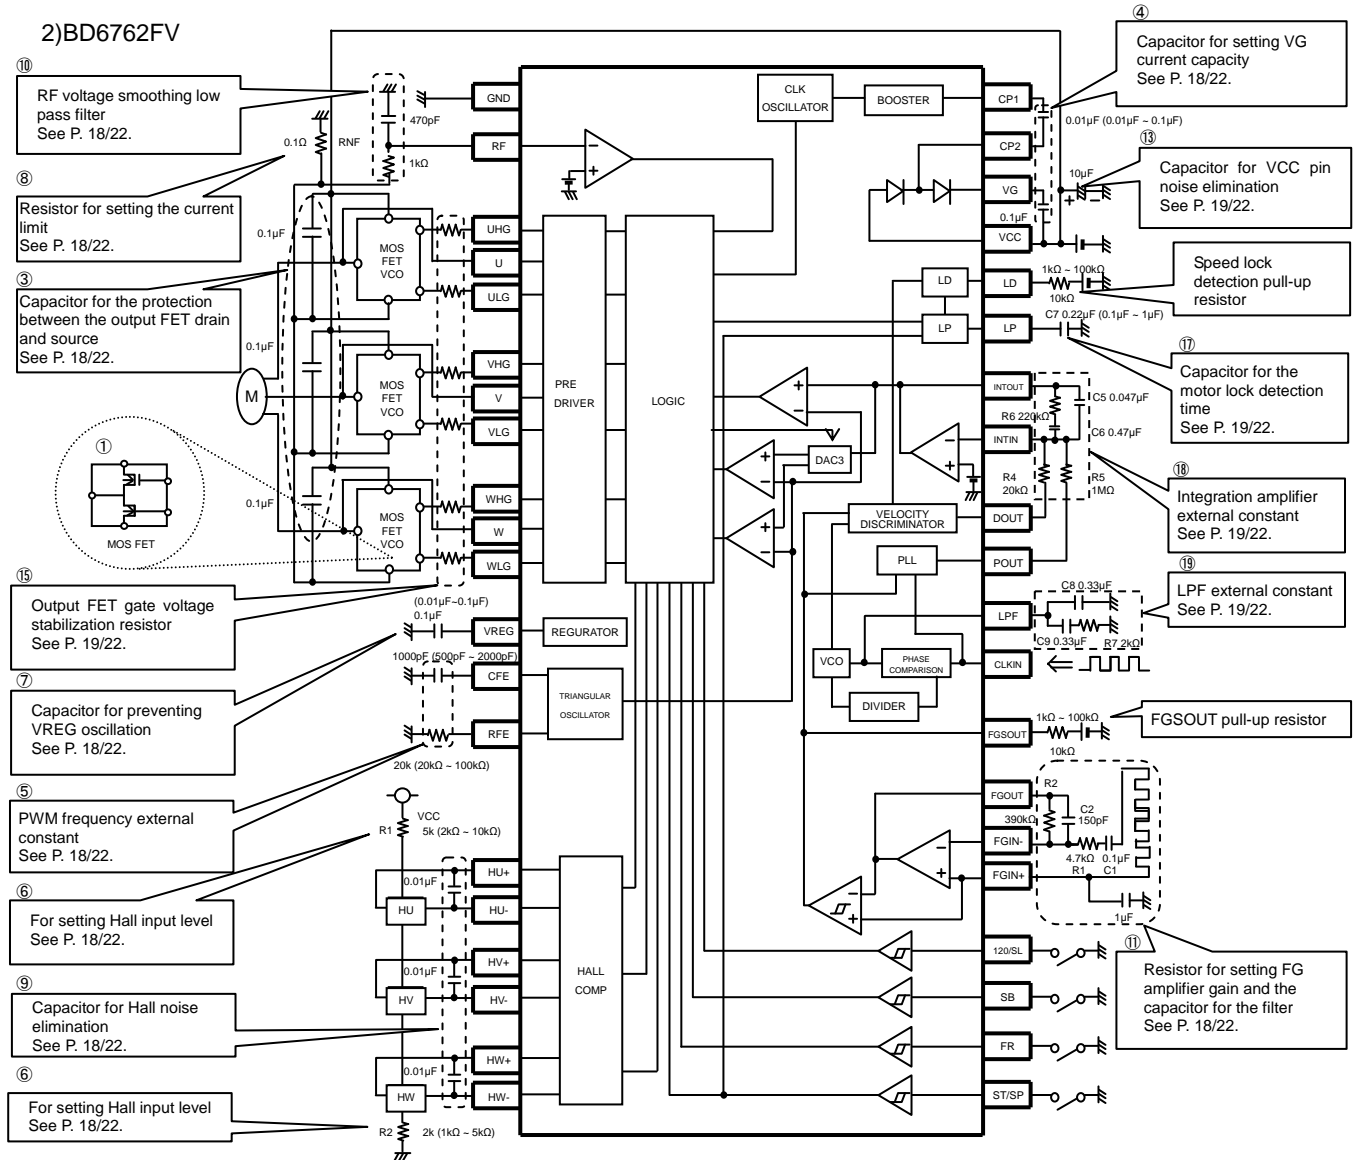 2)BD6762FV
⑩
RF voltage smoothing low
pass filter
See P. 18/22.
⑧
Resistor for setting the current
limit
See P. 18/22.
③
Capacitor for the protection
between the output FET drain
and source
See P. 18/22.
①
MOS FET
⑮
Output FET gate voltage
stabilization resistor
See P. 19/22.
⑦
Capacitor for preventing
VREG oscillation
See P. 18/22.
⑤
PWM frequency external
constant
See P. 18/22.
⑥
For setting Hall input level
See P. 18/22.
⑨
Capacitor for Hall noise
elimination
See P. 18/22.
⑥
For setting Hall input level
See P. 18/22.
470pF
0.1Ω
RNF
1kΩ
0.1µF
MOS
FET
VCO
0.1µF
MOS
FET
VCO
M
0.1µF
MOS
FET
VCO
(0.01µF~0.1µF)
0.1µF
1000pF (500pF ~ 2000pF)
20k (20kΩ ~ 100kΩ)
VCC
R1
5k (2kΩ ~ 10kΩ)
0.01µF
HU
0.01µF
HV
0.01µF
HW
R2
2k (1kΩ ~ 5kΩ)
GND
RF
UHG
U
ULG
VHG
V
VLG
WHG
W
WLG
VREG
CFE
RFE
HU+
HU-
HV+
HV-
HW+
HW-
CLK
OSCILLATOR
BOOSTER
PRE
DRIVER
LOGIC
LD
LP
DAC3
VELOCITY
DISCRIMINATOR
PLL
VCO
PHASE
COMPARISON
DIVIDER
REGURATOR
TRIANGULAR
OSCILLATOR
HALL
COMP
CP1
CP2
VG
VCC
LD
LP
INTOUT
INTIN
DOUT
POUT
LPF
CLKIN
FGSOUT
FGOUT
FGIN-
FGIN+
120/SL
SB
FR
ST/SP
④
Capacitor for setting VG
current capacity
See P. 18/22.
0.01µF (0.01µF ~ 0.1µF)
⑬
Capacitor for VCC pin
noise elimination
See P. 19/22.
10µF
+
−
0.1µF
Speed lock
detection pull-up
resistor
1kΩ ~ 100kΩ
10kΩ
C7 0.22µF (0.1µF ~ 1µF)
⑰
Capacitor for the
motor lock detection
time
See P. 19/22.
C5 0.047µF
R6 220kΩ
C6 0.47µF
R4
20kΩ
R5
1MΩ
⑱
Integration amplifier
external constant
See P. 19/22.
⑲
LPF external constant
See P. 19/22.
C8 0.33µF
C9 0.33µF
R7 2kΩ
1kΩ ~ 100kΩ
10kΩ
FGSOUT pull-up resistor
R2
390kΩ
C2
150pF
4.7kΩ
R1
0.1µF
C1
1µF
⑪
Resistor for setting FG
amplifier gain and the
capacitor for the filter
See P. 18/22.